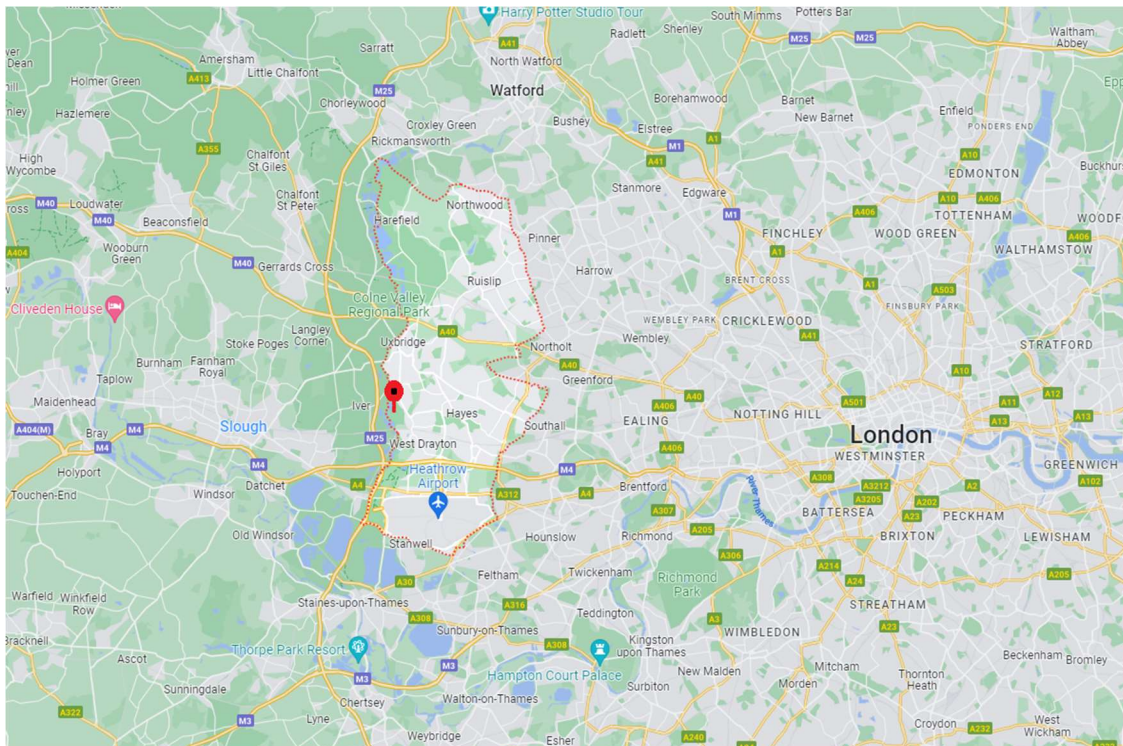 Harry Potter Studio Tour
South Mimms
Potters Bar
Waltham
Abbey
Sarratt
A41
Radlett
Shenley
M25
M25
Amersham
North Watford
Little Chalfont
A413
Holmer Green
M25
Watford
Borehamwood
Barnet
Chorleywood
New Barnet
Enfield
Hazlemere
Croxley Green
Bushey
Elstree
PONDERS END
A1
Rickmansworth
M1
A355
Chalfont
St Giles
A41
A10
High
Wycombe
EDMONTON
Stanmore
Edgware
M40
Loudwater
Chalfont
St Peter
Northwood
A10
A406
Beaconsfield
M1
TOTTENHAM
M40
Harefield
A406
Pinner
FINCHLEY
WOOD GREEN
A406
Wooburn
Green
A404
A1
WALTHAMSTOW
M40
Gerrards Cross
Harrow
Ruislip
BRENT CROSS
A1
A503
Colne Valley
Regional Park
FINSBURY PARK
Cliveden House
WEMBLEY PARK
CRICKLEWOOD
Langley
Corner
A40
A41
Stoke Poges
Uxbridge
Wembley
Northolt
STRATFORD
Burnham
Farnham
Royal
A40
A10
Taplow
Greenford
A40
A12
Maidenhead
Iver
A406
A501
A11
Hayes
NOTTING HILL
A13
A13
Slough
Southall
EALING
A404(M)
Bray
M4
M25
London
West Drayton
A406
M4
WESTMINSTER
M4
Heathrow
Airport
M4
A308
GREENWICH
Holyport
Datchet
A4
Brentford
River Thames
A3212
A2
A102
Touchen-End
Windsor
A312
A4
A3205
A202
A307
BATTERSEA
A23
PECKHAM
A205
Old Windsor
Stanwell
Hounslow
Richmond
BRIXTON
LEWISHAM
A306
A214
Feltham
Twickenham
Richmond
Park
A24
A205
A30
Warfield
Winkfield
Row
Staines-upon-Thames
A316
STREATHAM
Teddington
A308
A3
A23
Sunbury-on-Thames
WIMBLEDON
Bracknell
Thorpe Park Resort
A308
Kingston
upon Thames
Beckenham
Bromley
Ascot
M3
Mitcham
Hampton Court Palace
New Malden
Thornton
Heath
M3
Sunningdale
Surbiton
Morden
Walton-on-Thames
Chertsey
A322
M3
Lyne
Croydon
West
Wickham
Weybridge
Esher
A240
A232